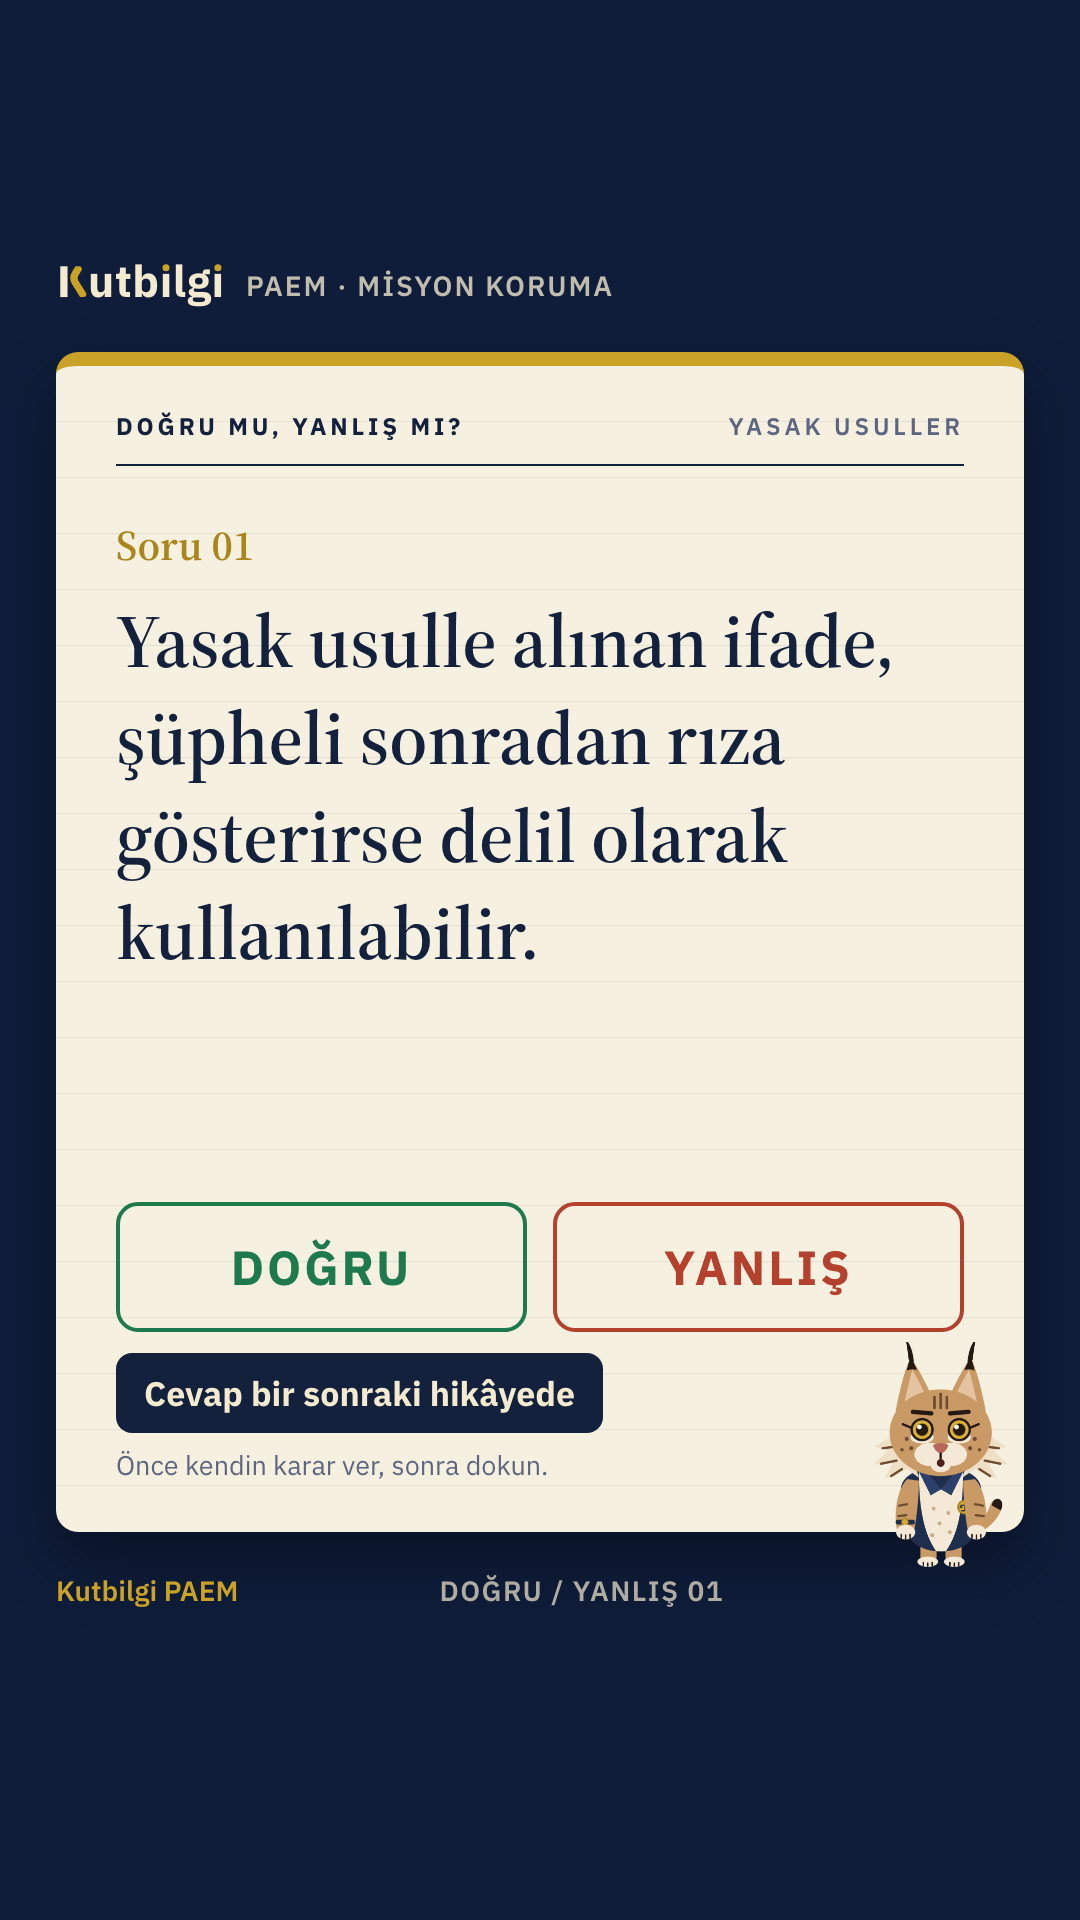 Kutbilgi PAEM · MİSYON KORUMA
DOĞRU MU, YANLIŞ MI? YASAK USULLER
Soru 01
Yasak usulle alınan ifade,
şüpheli sonradan rıza
gösterirse delil olarak
kullanılabilir.
DOĞRU YANLIŞ
Cevap bir sonraki hikâyede
Önce kendin karar ver, sonra dokun.
Kutbilgi PAEM DOĞRU / YANLIŞ 01